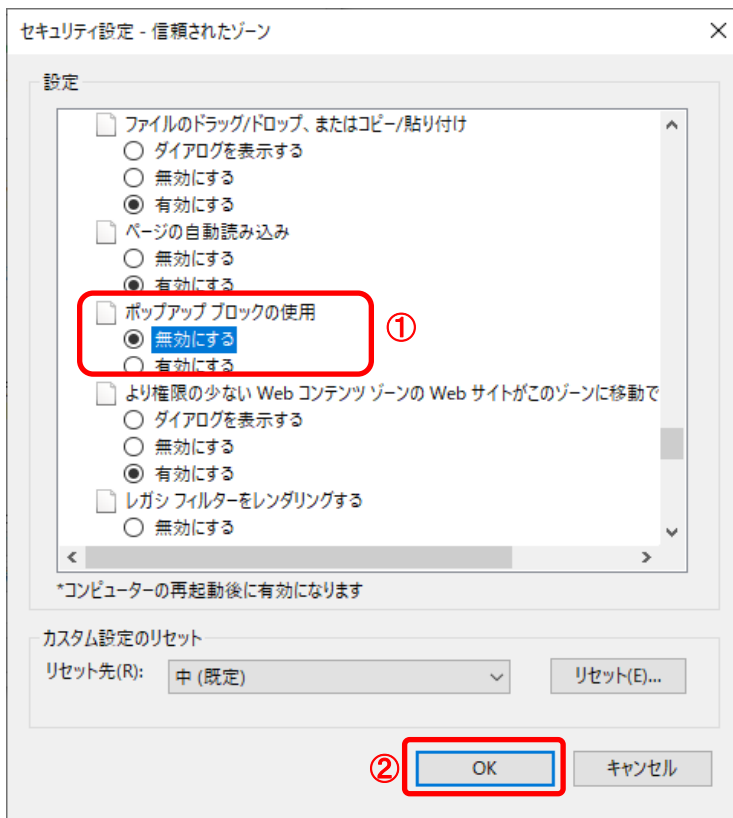 セキュリティ設定 - 信頼されたゾーン
設定
ファイルのドラッグ/ドロップ、またはコピー/貼り付け
ダイアログを表示する
無効にする
有効にする
ページの自動読み込み
無効にする
有効にする
ポップアップ ブロックの使用
①
無効にする
有効にする
より権限の少ない Web コンテンツ ゾーンの Web サイトがこのゾーンに移動で
ダイアログを表示する
無効にする
有効にする
レガシ フィルターをレンダリングする
無効にする
*コンピューターの再起動後に有効になります
カスタム設定のリセット
リセット先(R): 中 (既定) リセット(E)...
② OK キャンセル